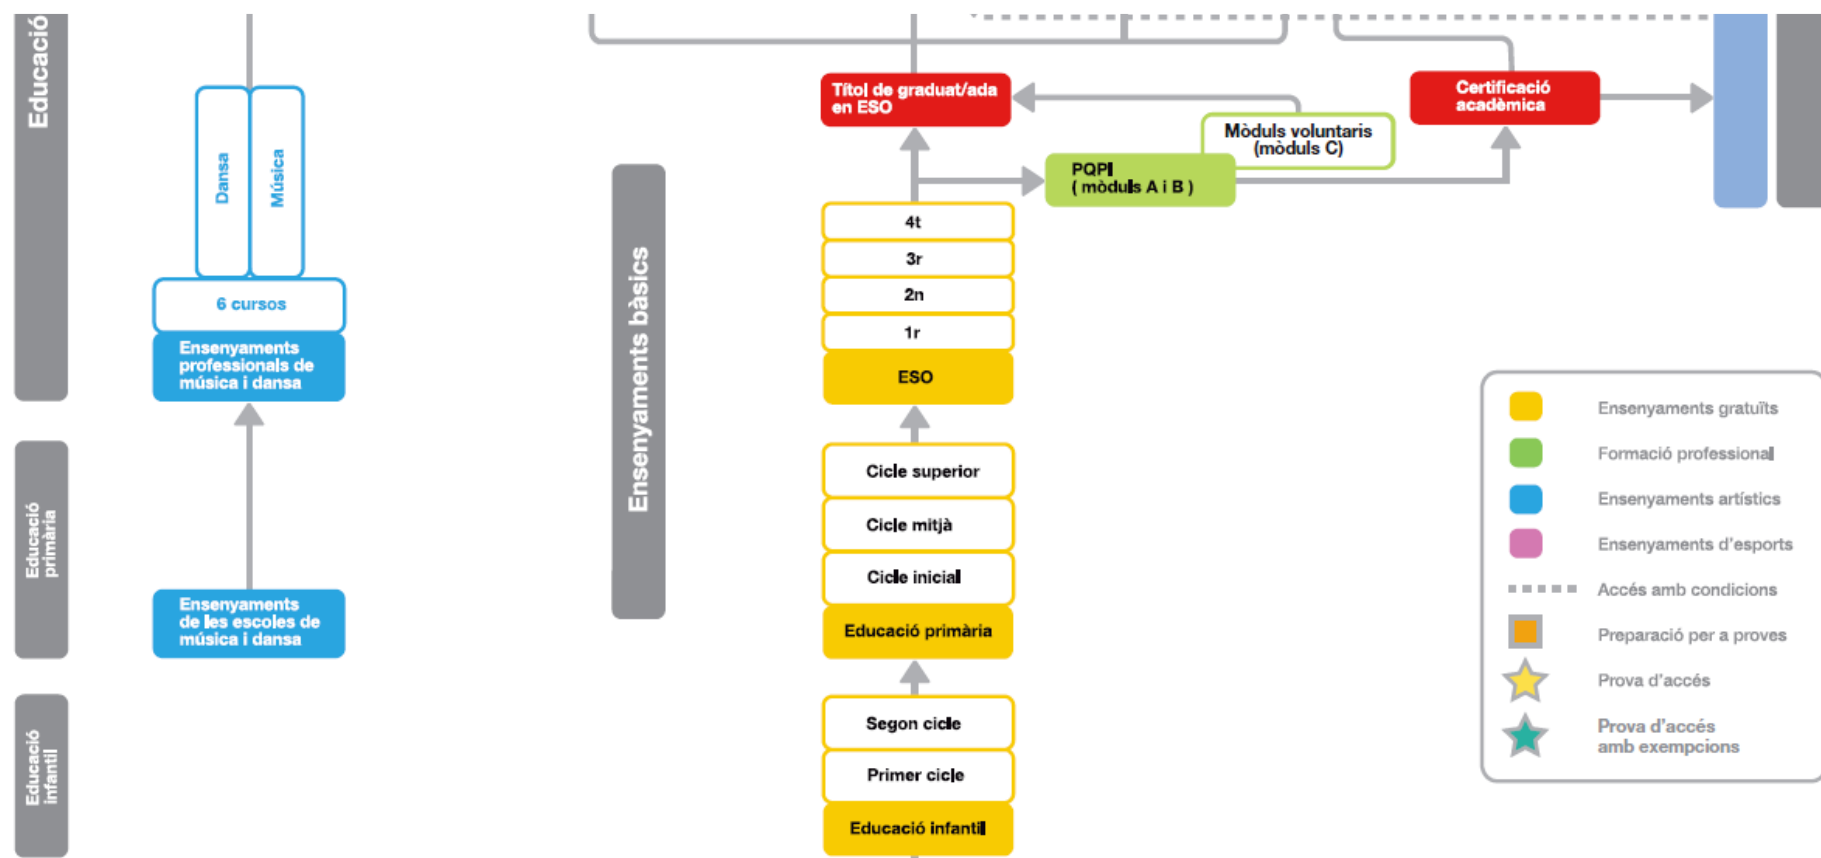 Educació
Dansa
Música
6 cursos
Ensenyaments
professionals de
música i dansa
Educació
primària
Ensenyaments
de les escoles de
música i dansa
Educació
infantil
Ensenyaments bàsics
Títol de graduat/ada
en ESO
Mòduls voluntaris
(mòduls C)
PQPI
( mòduls A i B )
Certificació
acadèmica
4t
3r
2n
1r
ESO
Cicle superior
Cicle mitjà
Cicle inicial
Educació primària
Segon cicle
Primer cicle
Educació infantil
Ensenyaments gratuïts
Formació professional
Ensenyaments artístics
Ensenyaments d'esports
Accés amb condicions
Preparació per a proves
Prova d'accés
Prova d'accés
amb exempcions